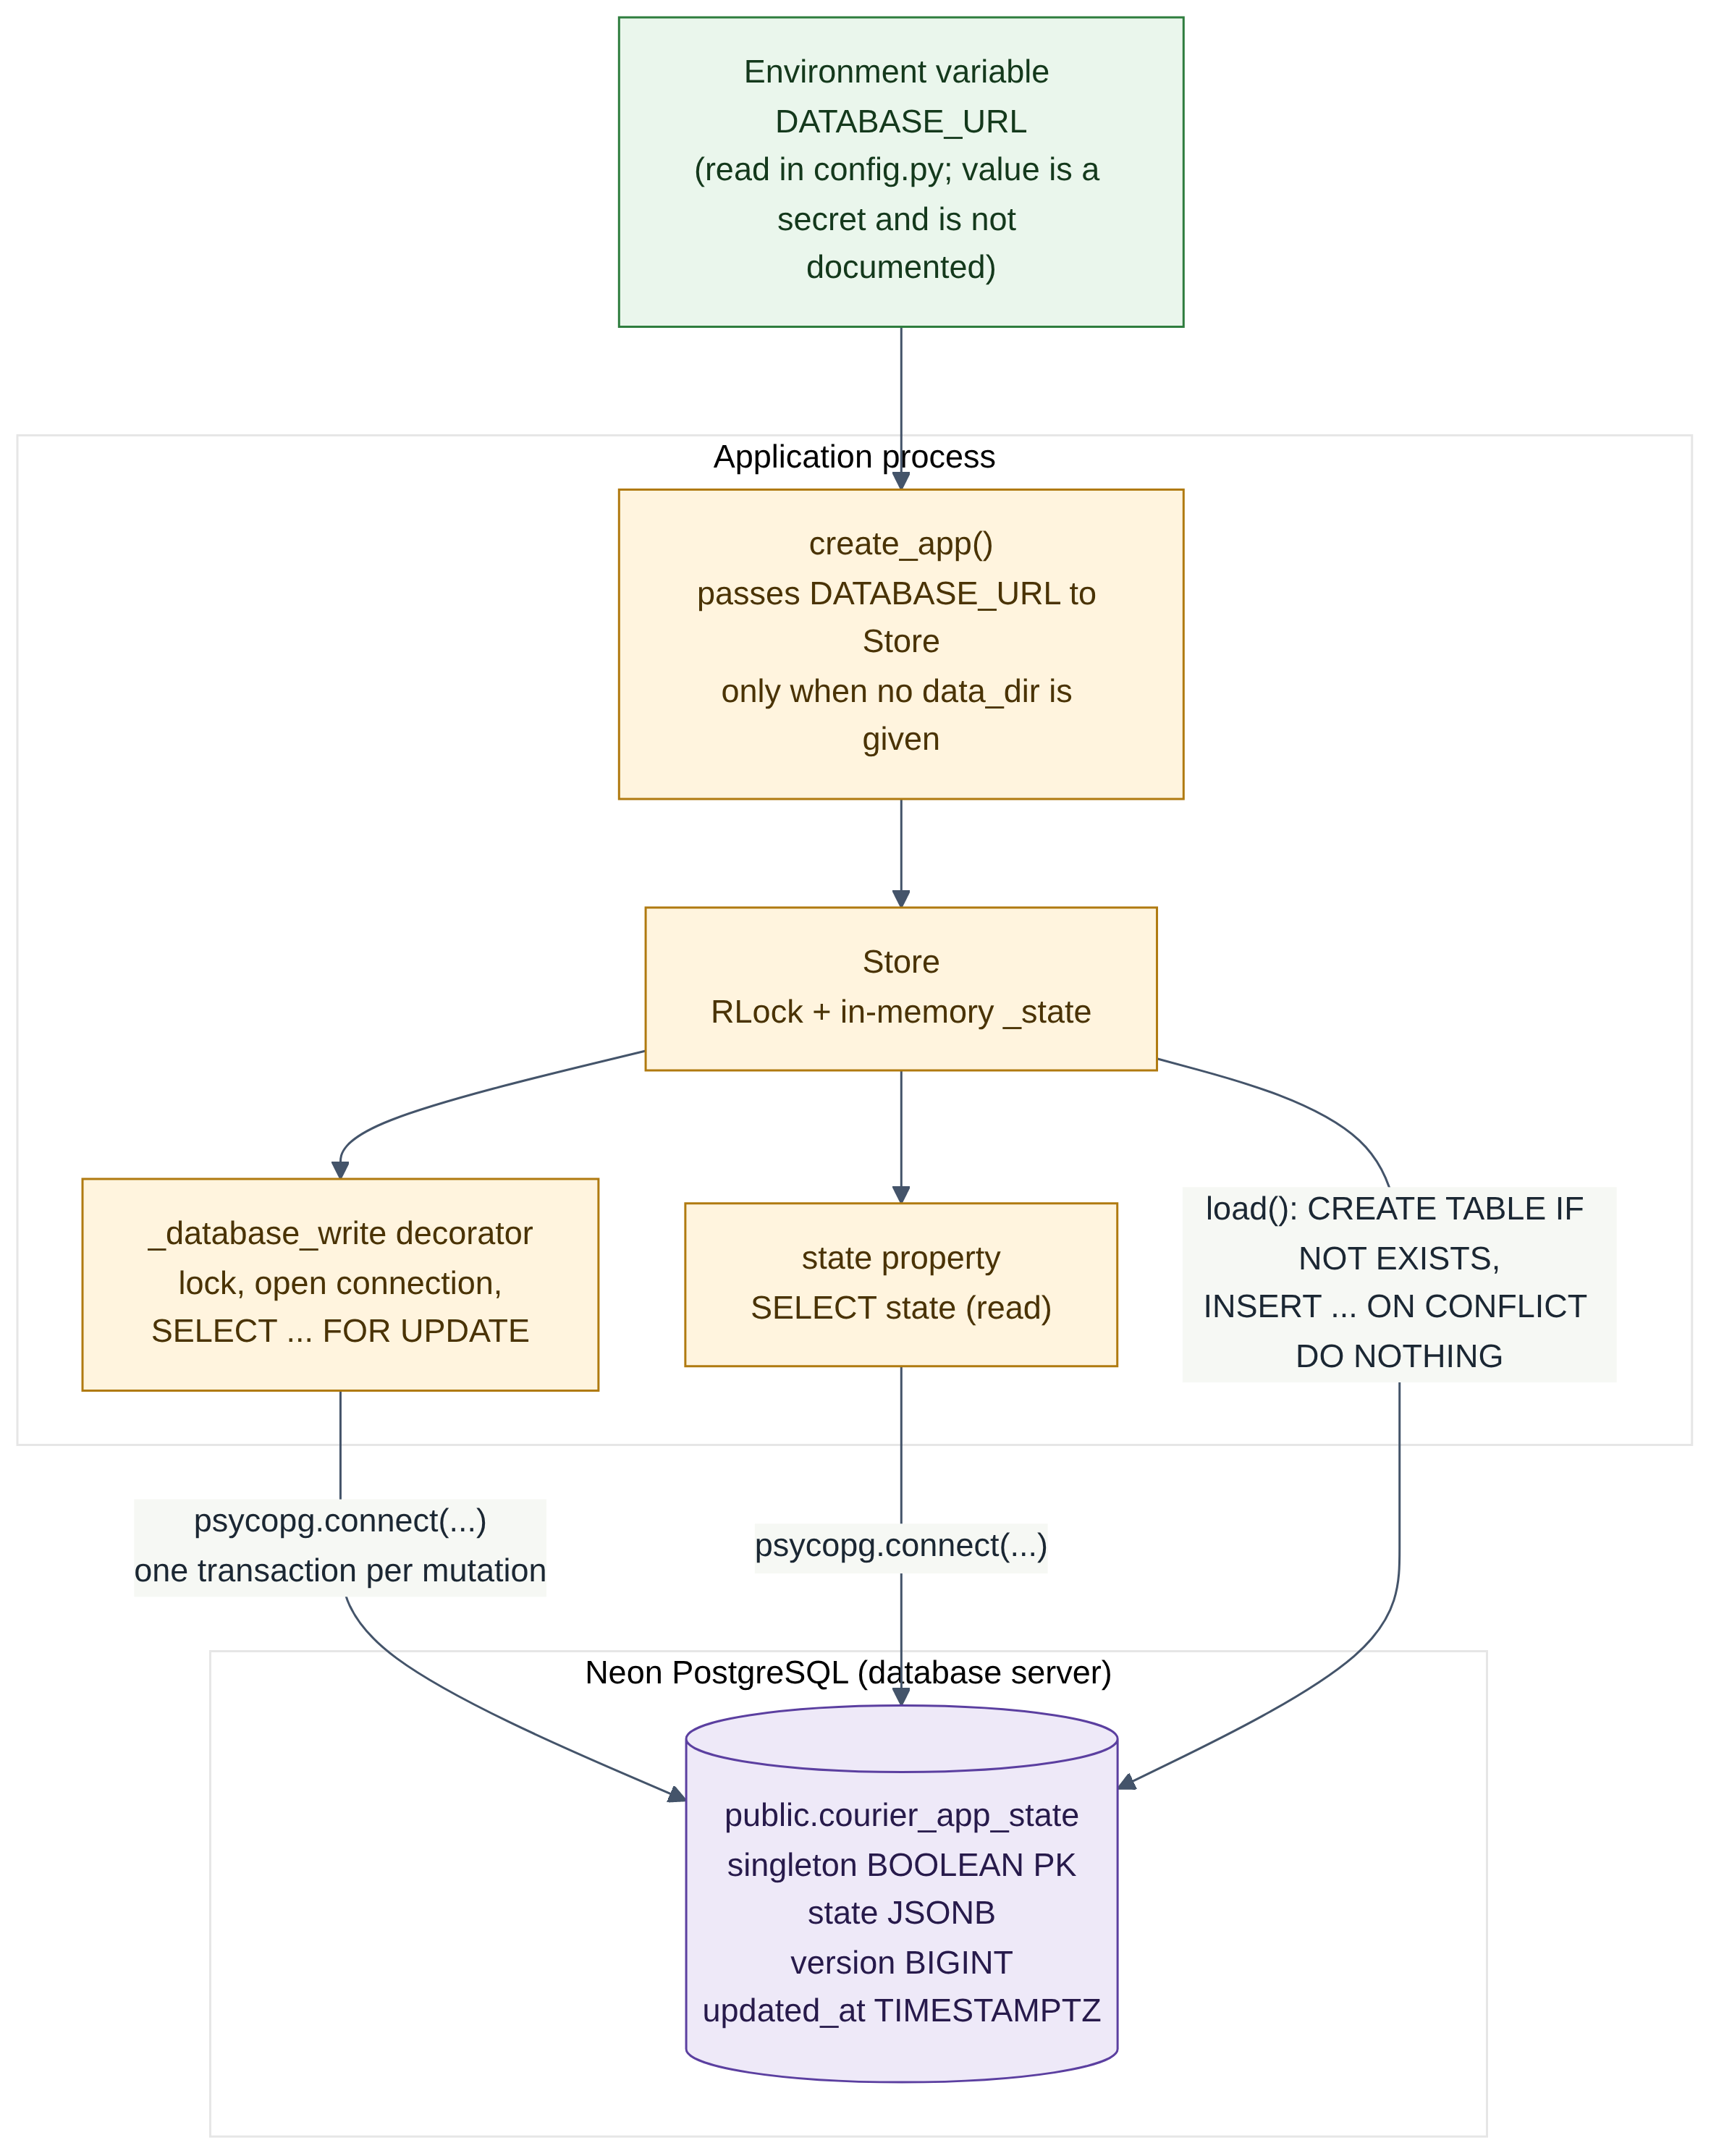 Environment variable
DATABASE_URL
(read in config.py; value is a
secret and is not
documented)
Application process
create_app()
passes DATABASE_URL to
Store
only when no data_dir is
given
Store
RLock + in-memory _state
_database_write decorator
lock, open connection,
SELECT ... FOR UPDATE
state property
SELECT state (read)
load(): CREATE TABLE IF
NOT EXISTS,
INSERT ... ON CONFLICT
DO NOTHING
psycopg.connect(...)
one transaction per mutation
psycopg.connect(...)
Neon PostgreSQL (database server)
public.courier_app_state
singleton BOOLEAN PK
state JSONB
version BIGINT
updated_at TIMESTAMPTZ